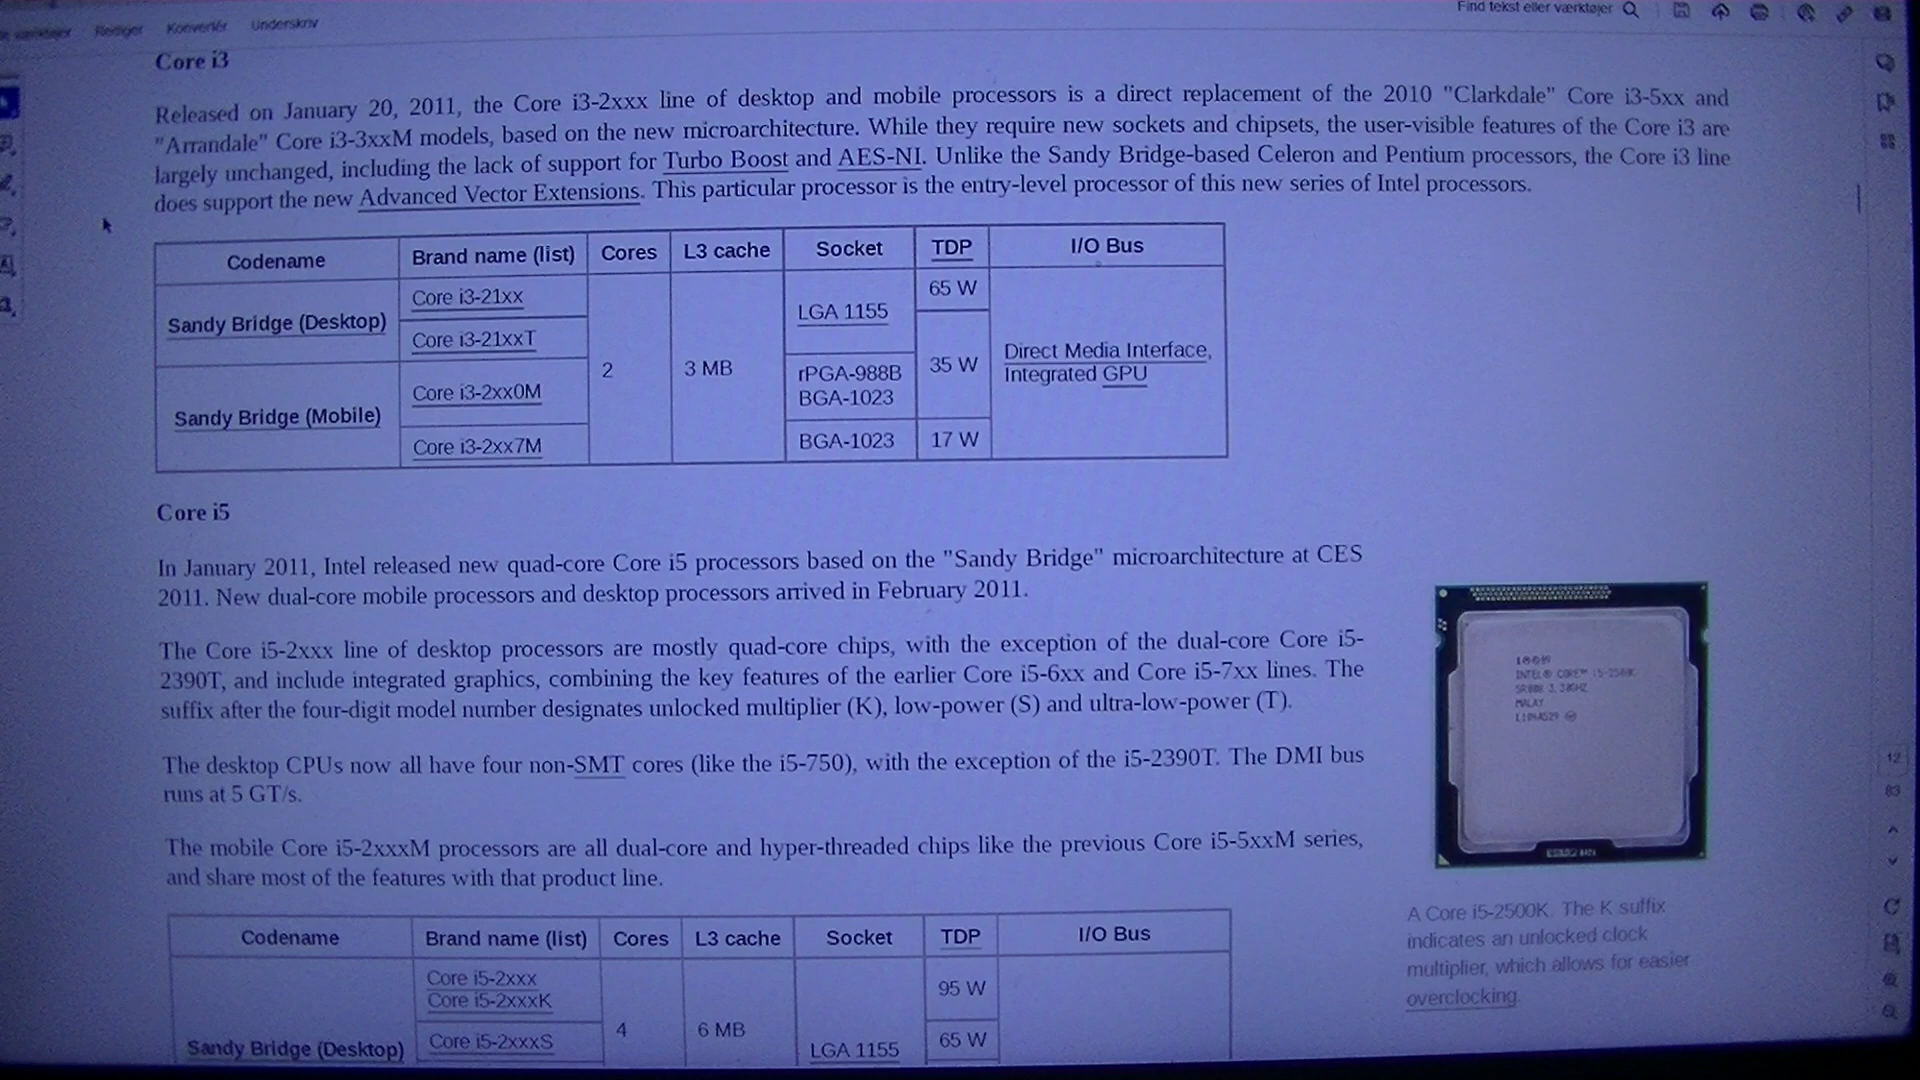 Find tekst eller værktøjer
Rediger Konvertér Underskriv
Core i3
Released on January 20, 2011, the Core i3-2xxx line of desktop and mobile processors is a direct replacement of the 2010 "Clarkdale" Core i3-5xx and
"Arrandale" Core i3-3xxM models, based on the new microarchitecture. While they require new sockets and chipsets, the user-visible features of the Core i3 are
largely unchanged, including the lack of support for Turbo Boost and AES-NI. Unlike the Sandy Bridge-based Celeron and Pentium processors, the Core i3 line
does support the new Advanced Vector Extensions. This particular processor is the entry-level processor of this new series of Intel processors.
Codename Brand name (list) Cores L3 cache Socket TDP I/O Bus
Sandy Bridge (Desktop)
Core i3-21xx
Core i3-21xxT
Sandy Bridge (Mobile)
Core i3-2xx0M
Core i3-2xx7M
2
3 MB
LGA 1155
rPGA-988B
BGA-1023
BGA-1023
65 W
35 W
17 W
Direct Media Interface,
Integrated GPU
Core i5
In January 2011, Intel released new quad-core Core i5 processors based on the "Sandy Bridge" microarchitecture at CES
2011. New dual-core mobile processors and desktop processors arrived in February 2011.
The Core i5-2xxx line of desktop processors are mostly quad-core chips, with the exception of the dual-core Core i5-
2390T, and include integrated graphics, combining the key features of the earlier Core i5-6xx and Core i5-7xx lines. The
suffix after the four-digit model number designates unlocked multiplier (K), low-power (S) and ultra-low-power (T).
The desktop CPUs now all have four non-SMT cores (like the i5-750), with the exception of the i5-2390T. The DMI bus
runs at 5 GT/s.
The mobile Core i5-2xxxM processors are all dual-core and hyper-threaded chips like the previous Core i5-5xxM series,
and share most of the features with that product line.
INTEL® CORE™ i5-2500K
3.30GHZ
MALAY
A Core i5-2500K. The K suffix
indicates an unlocked clock
multiplier, which allows for easier
overclocking.
12
83
Codename Brand name (list) Cores L3 cache Socket TDP I/O Bus
Sandy Bridge (Desktop)
Core i5-2xxx
Core i5-2xxxK
Core i5-2xxxS
4
6 MB
LGA 1155
95 W
65 W